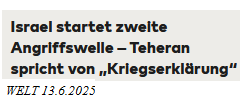 Israel startet zweite
Angriffswelle – Teheran
spricht von „Kriegserklärung“
WELT 13.6.2025